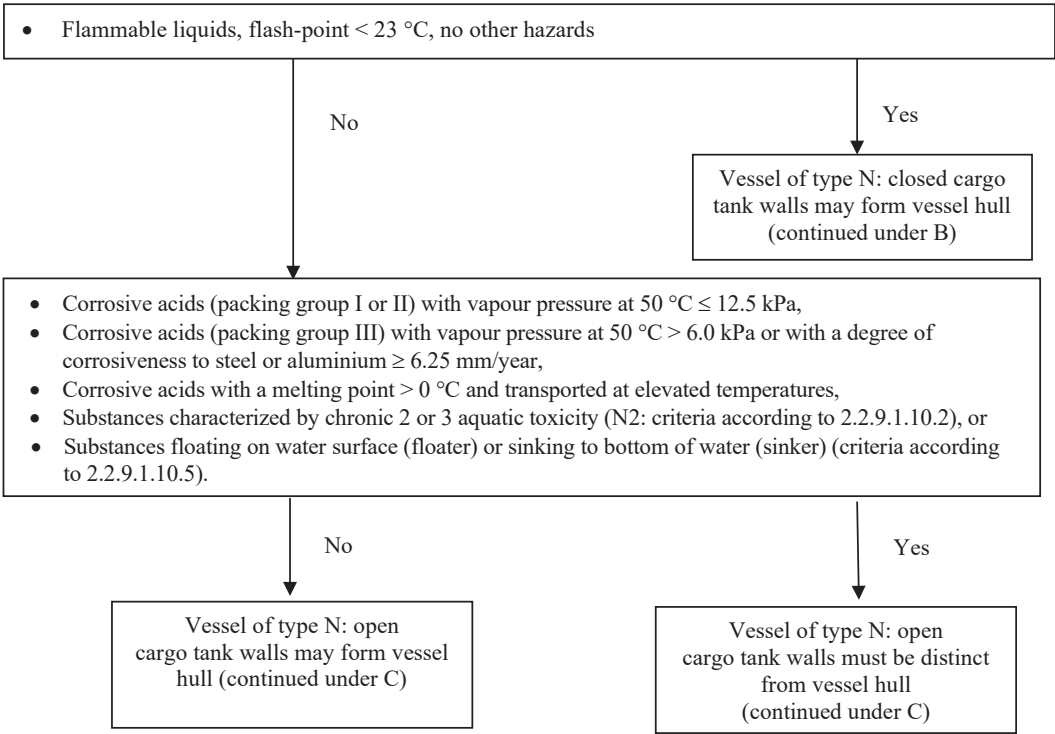 • Flammable liquids, flash-point < 23 °C, no other hazards
No
Yes
Vessel of type N: closed cargo
tank walls may form vessel hull
(continued under B)
• Corrosive acids (packing group I or II) with vapour pressure at 50 °C ≤ 12.5 kPa,
• Corrosive acids (packing group III) with vapour pressure at 50 °C > 6.0 kPa or with a degree of
corrosiveness to steel or aluminium ≥ 6.25 mm/year,
• Corrosive acids with a melting point > 0 °C and transported at elevated temperatures,
• Substances characterized by chronic 2 or 3 aquatic toxicity (N2: criteria according to 2.2.9.1.10.2), or
• Substances floating on water surface (floater) or sinking to bottom of water (sinker) (criteria according
to 2.2.9.1.10.5).
No
Yes
Vessel of type N: open
cargo tank walls may form vessel
hull (continued under C)
Vessel of type N: open
cargo tank walls must be distinct
from vessel hull
(continued under C)